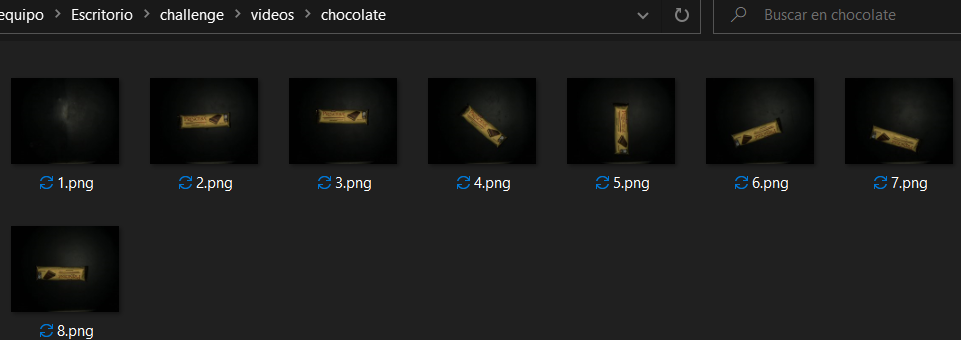 equipo > Escritorio > challenge > videos > chocolate
Buscar en chocolate
1.png 2.png 3.png 4.png 5.png 6.png 7.png
8.png